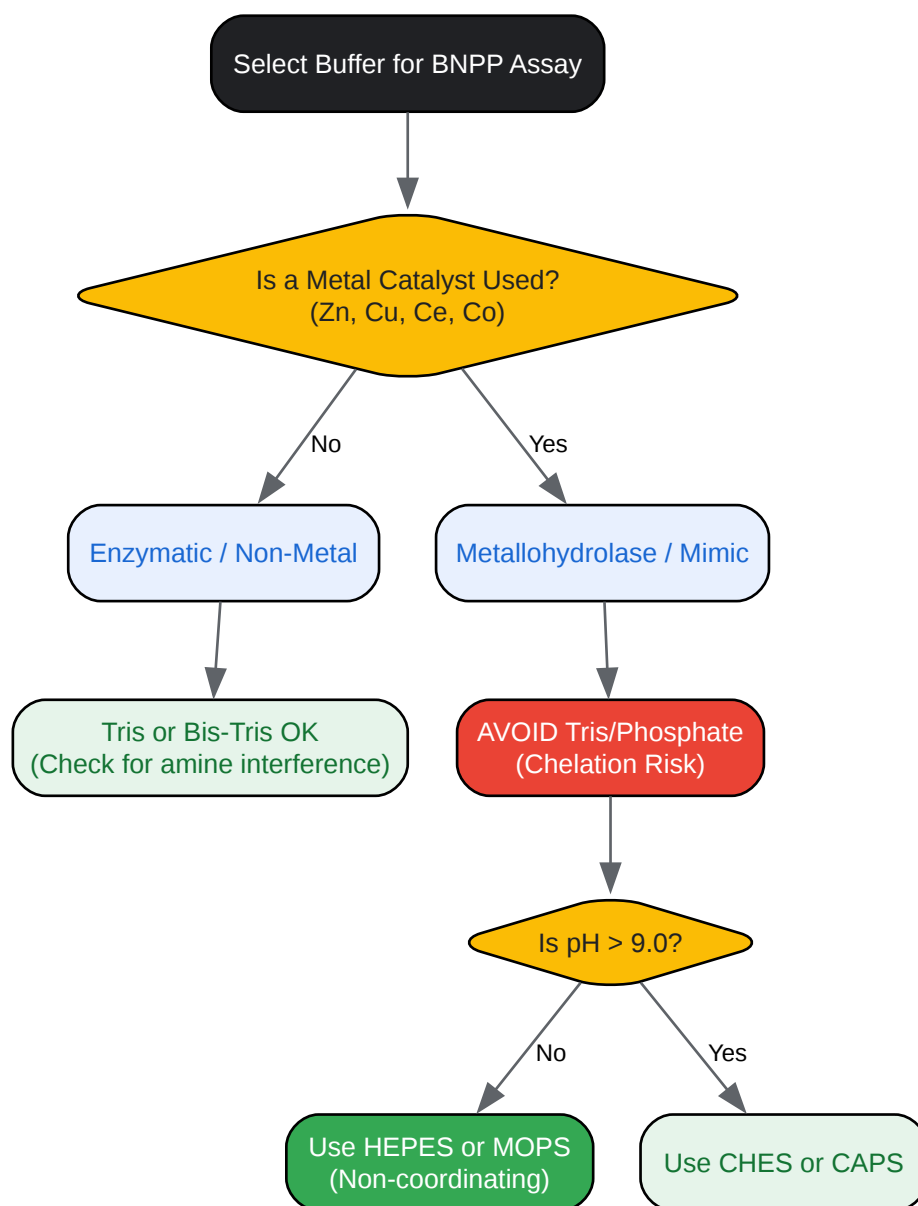 Select Buffer for BNPP Assay
Is a Metal Catalyst Used?
(Zn, Cu, Ce, Co)
No
Yes
Enzymatic / Non-Metal
Metallohydrolase / Mimic
Tris or Bis-Tris OK
(Check for amine interference)
AVOID Tris/Phosphate
(Chelation Risk)
Is pH > 9.0?
No
Yes
Use HEPES or MOPS
(Non-coordinating)
Use CHES or CAPS